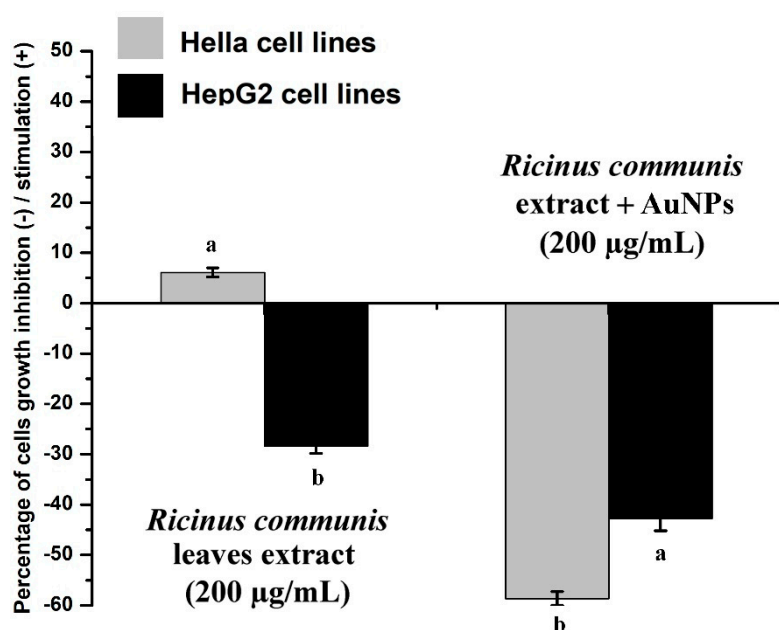 Percentage of cells growth inhibition (-) / stimulation (+)
50
40
30
20
10
0
-10
-20
-30
-40
-50
-60
Hella cell lines
HepG2 cell lines
Ricinus communis
extract + AuNPs
(200 µg/mL)
a
b
Ricinus communis
leaves extract
(200 µg/mL)
a
b